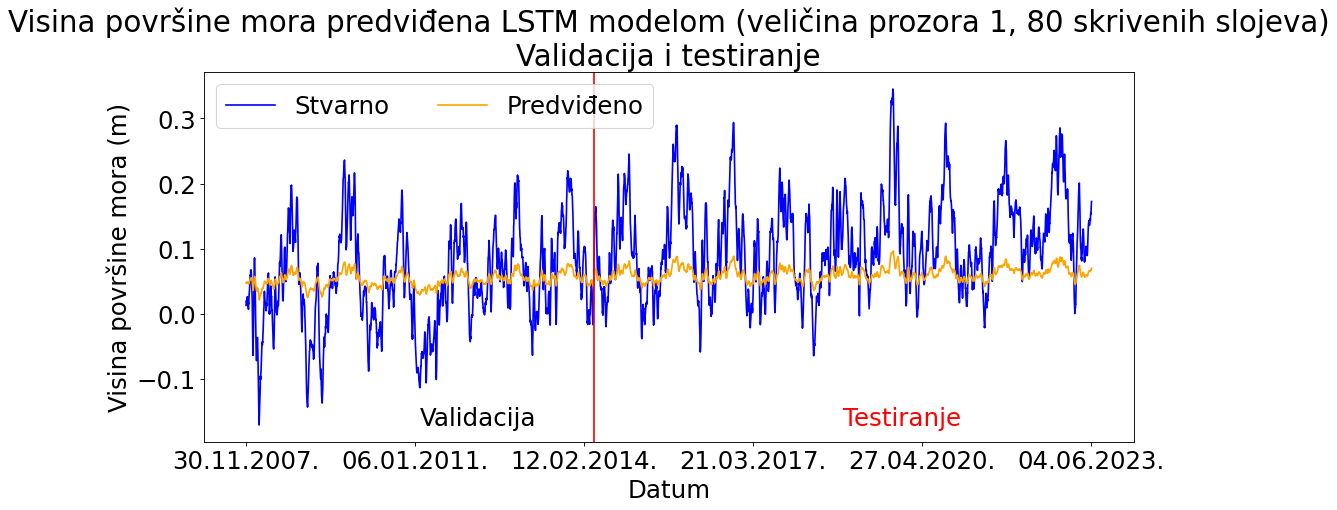 Visina površine mora predviđena LSTM modelom (veličina prozora 1, 80 skrivenih slojeva)
Validacija i testiranje
Stvarno
Predviđeno
Visina površine mora (m)
0.3
0.2
0.1
0.0
−0.1
Validacija
Testiranje
30.11.2007.
06.01.2011.
12.02.2014.
21.03.2017.
27.04.2020.
04.06.2023.
Datum